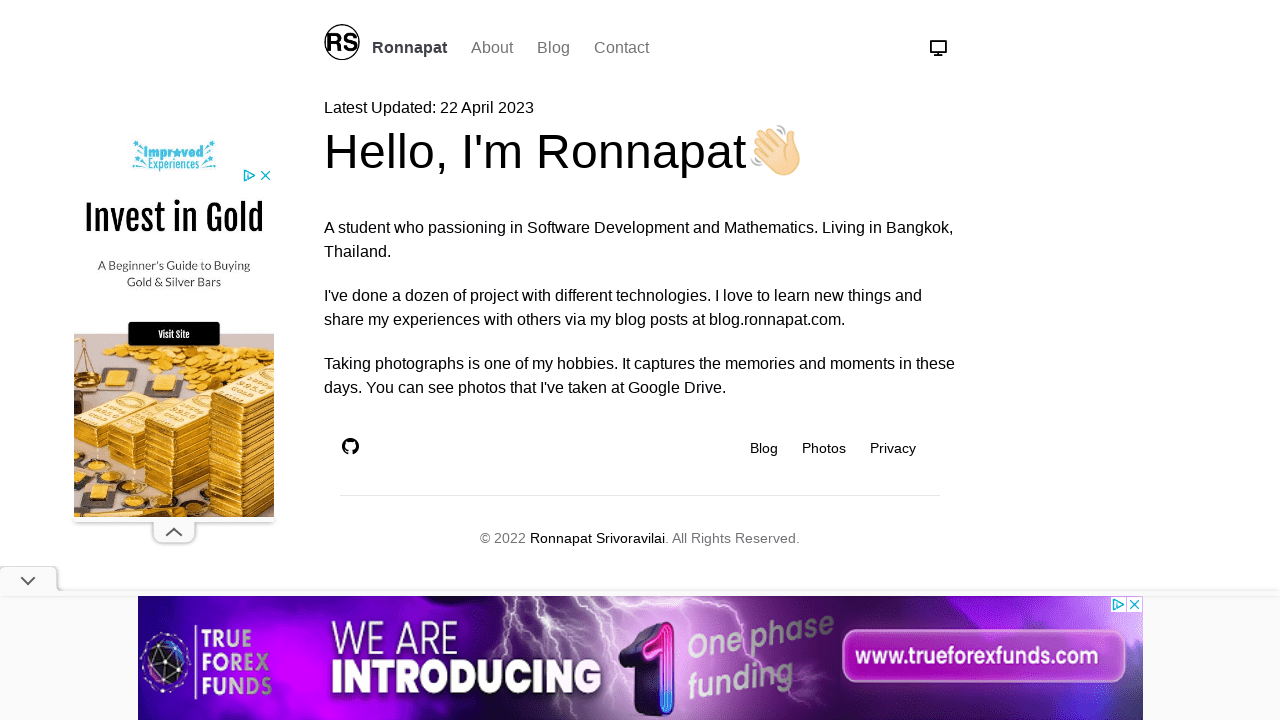 RS Ronnapat About Blog Contact
Latest Updated: 22 April 2023
Hello, I'm Ronnapat
A student who passioning in Software Development and Mathematics. Living in Bangkok,
Thailand.
I've done a dozen of project with different technologies. I love to learn new things and
share my experiences with others via my blog posts at blog.ronnapat.com.
Taking photographs is one of my hobbies. It captures the memories and moments in these
days. You can see photos that I've taken at Google Drive.
Blog Photos Privacy
© 2022 Ronnapat Srivoravilai. All Rights Reserved.
Improved
Experiences
Invest in Gold
A Beginner's Guide to Buying
Gold & Silver Bars
Visit Site
TRUE
FOREX
FUNDS
WE ARE
INTRODUCING
1
One phase
funding
www.trueforexfunds.com